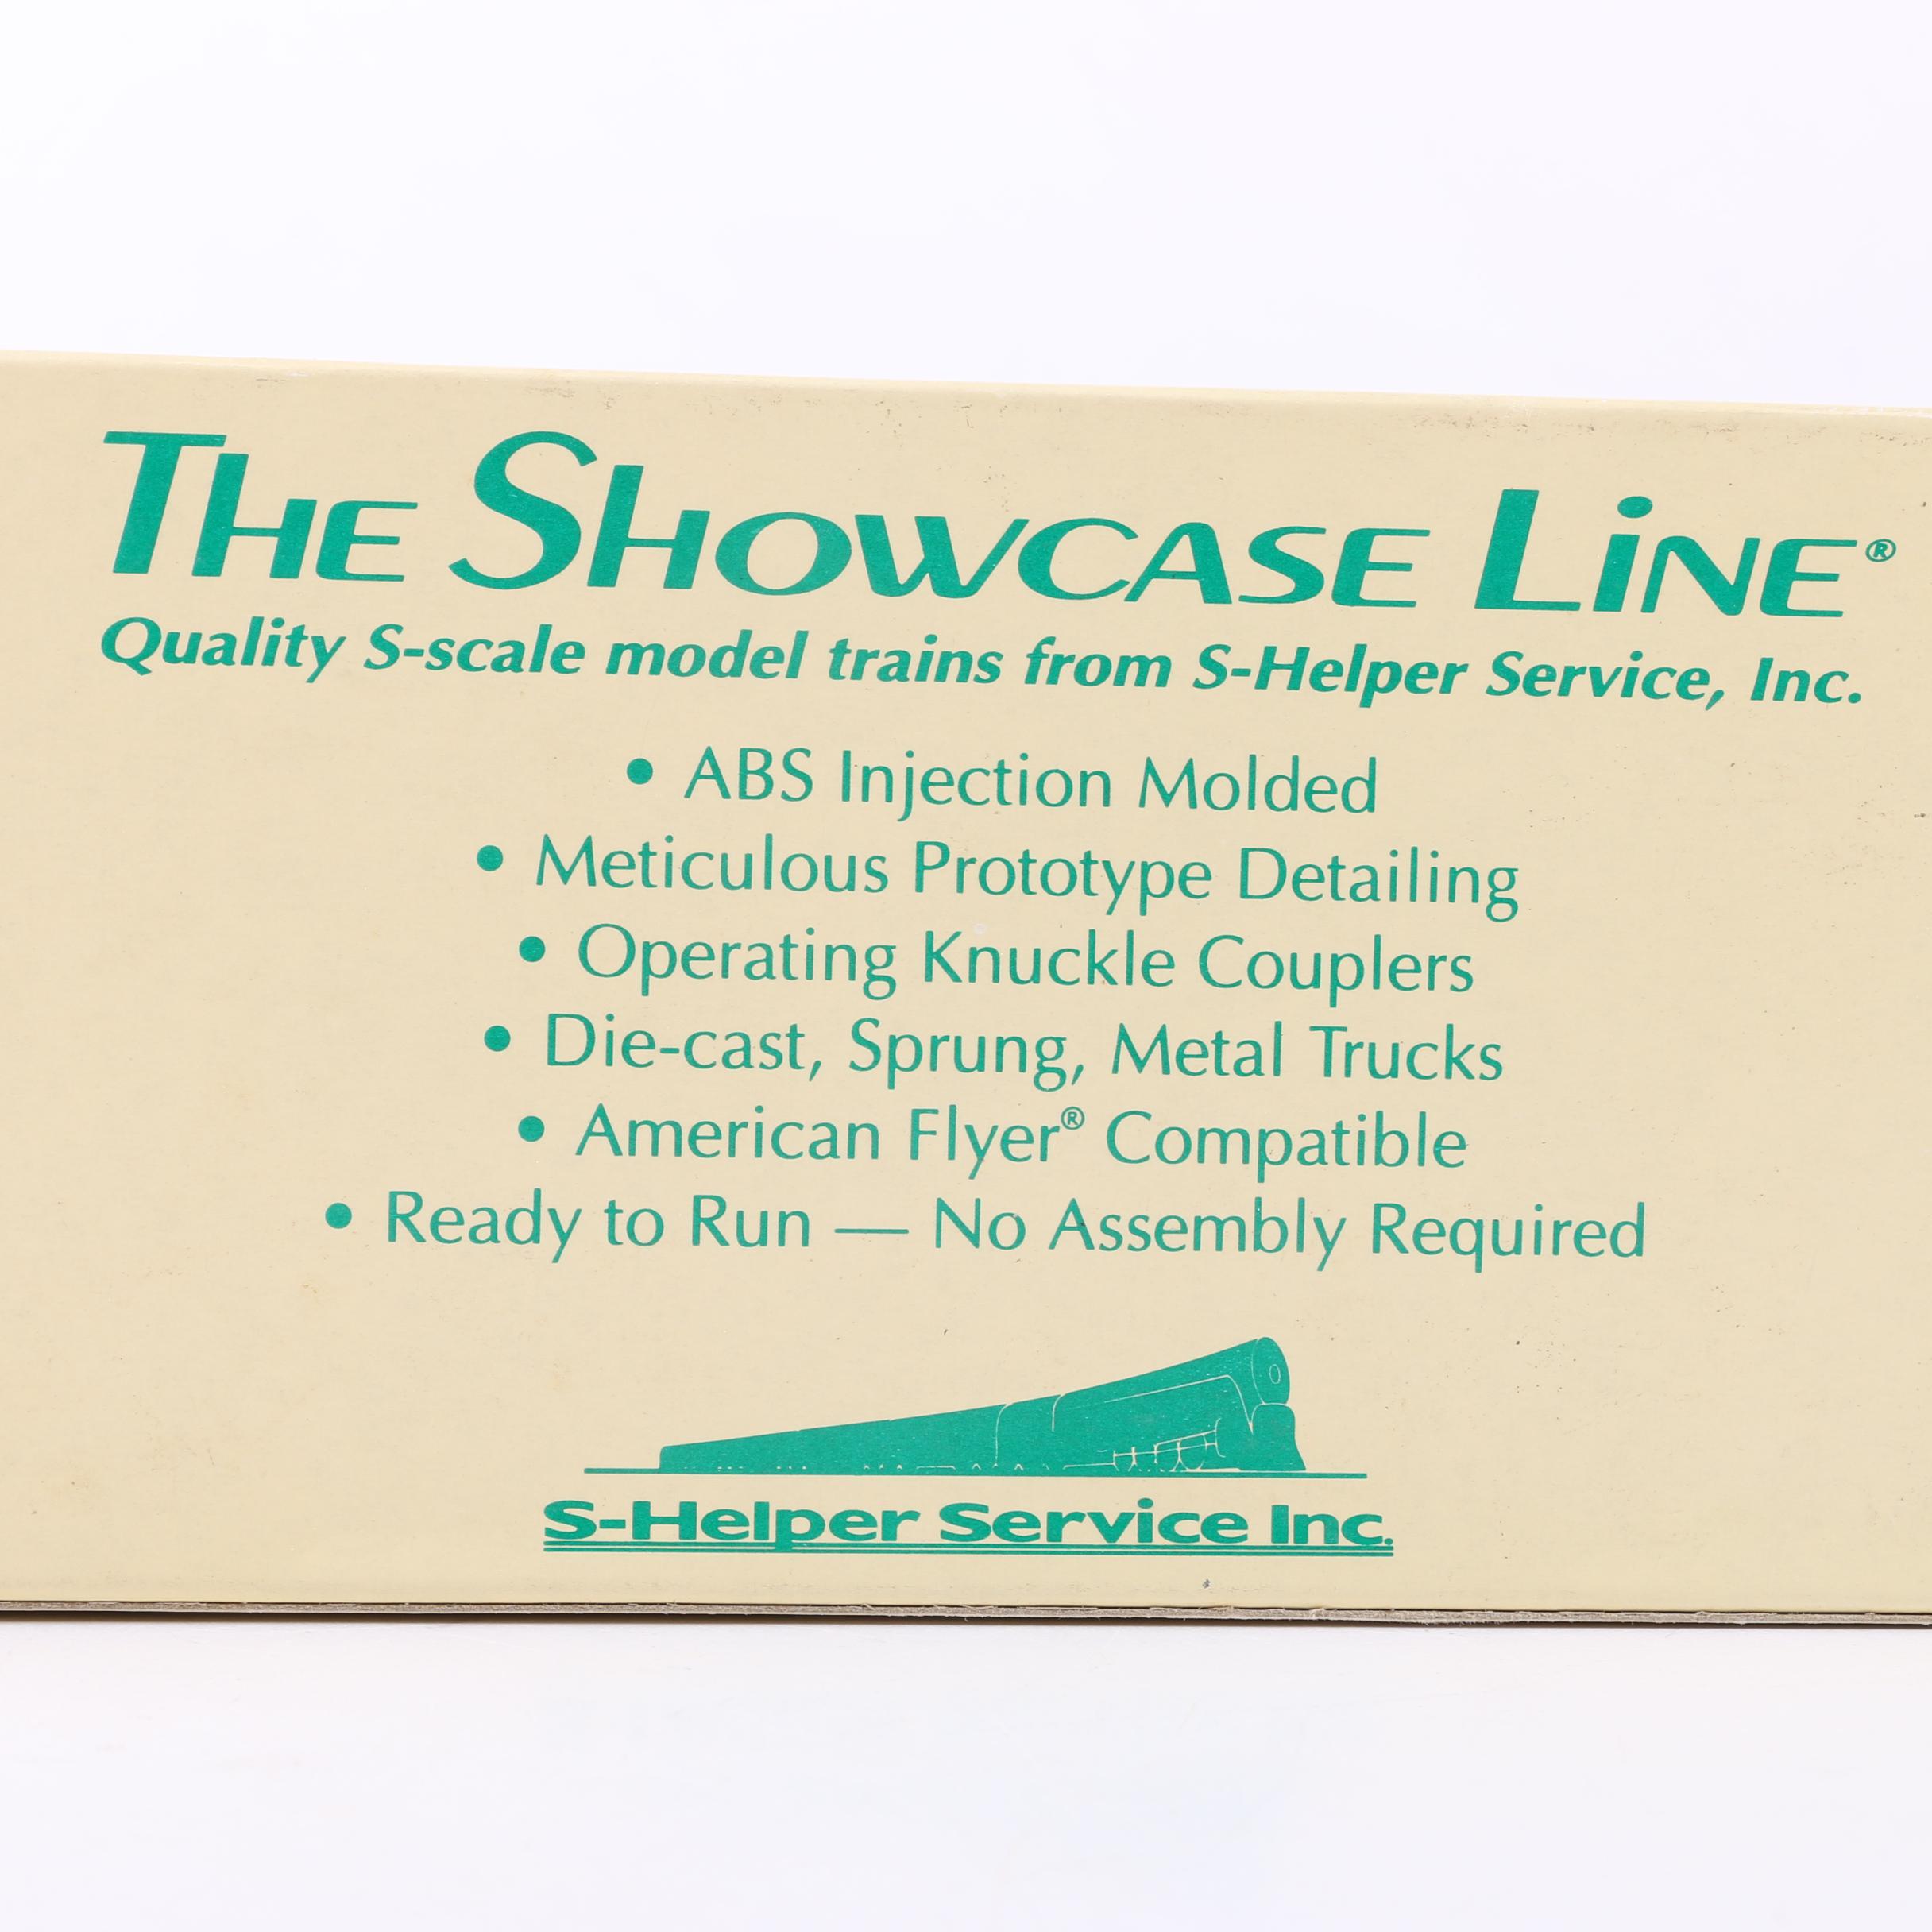 The Showcase Line®
Quality S-scale model trains from S-Helper Service, Inc.
• ABS Injection Molded
• Meticulous Prototype Detailing
• Operating Knuckle Couplers
• Die-cast, Sprung, Metal Trucks
• American Flyer® Compatible
• Ready to Run — No Assembly Required
S-Helper Service Inc.